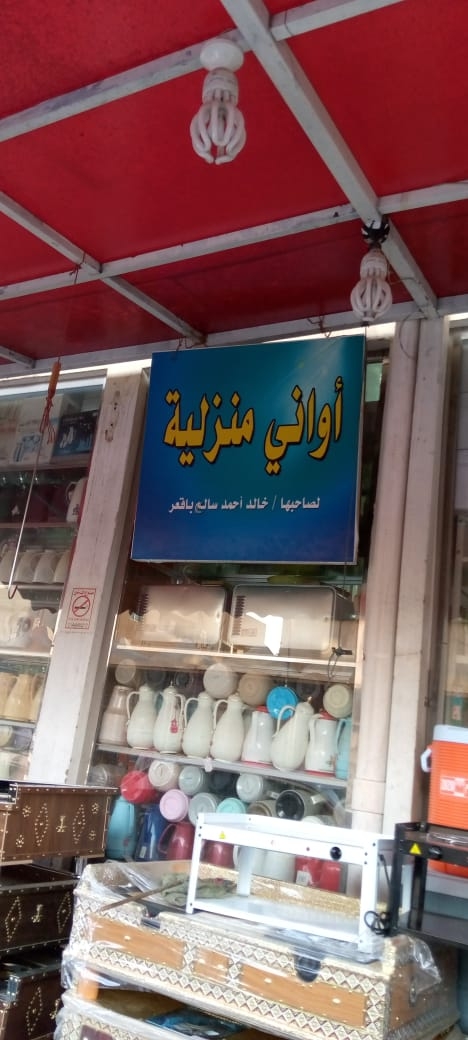 أواني منزلية
لصاحبها / خالد أحمد سالم باقعر